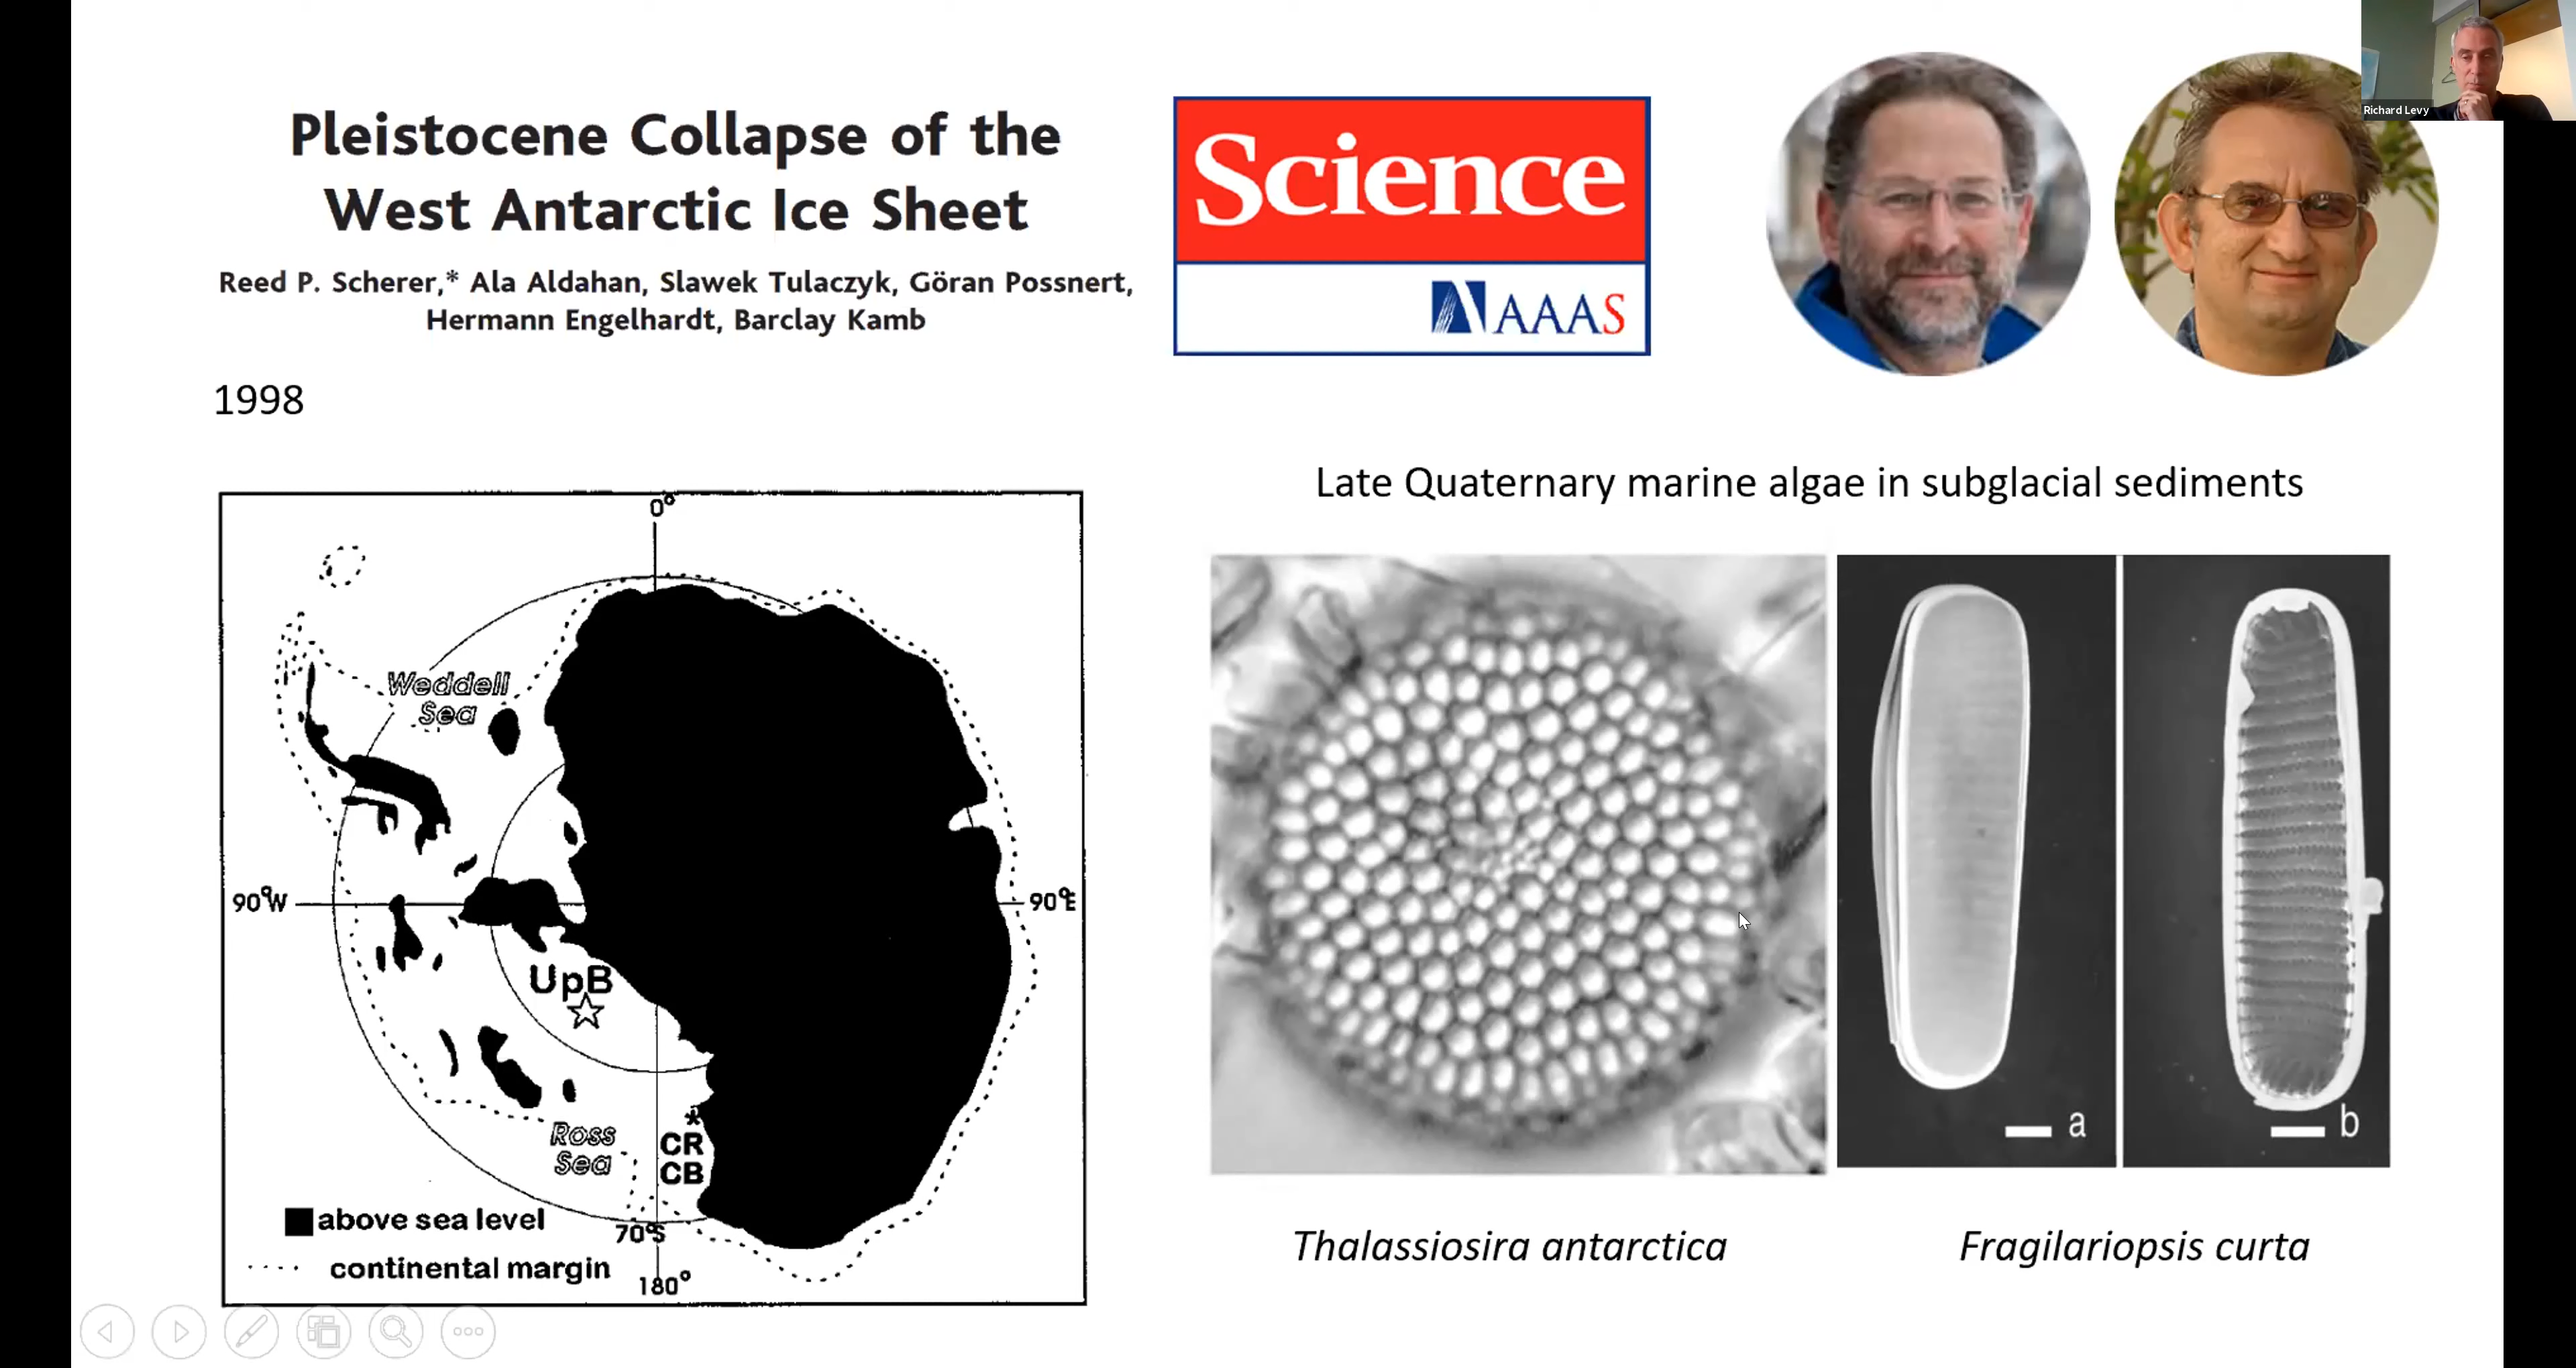 Pleistocene Collapse of the
West Antarctic Ice Sheet
Reed P. Scherer,* Ala Aldahan, Slawek Tulaczyk, Göran Possnert,
Hermann Engelhardt, Barclay Kamb
1998
Science
AAAS
Richard Levy
Late Quaternary marine algae in subglacial sediments
0°
Weddell
Sea
90°W
90°E
UpB
Ross
Sea
*
CR
CB
above sea level
70°S
continental margin
180°
a
b
Thalassiosira antarctica
Fragilariopsis curta